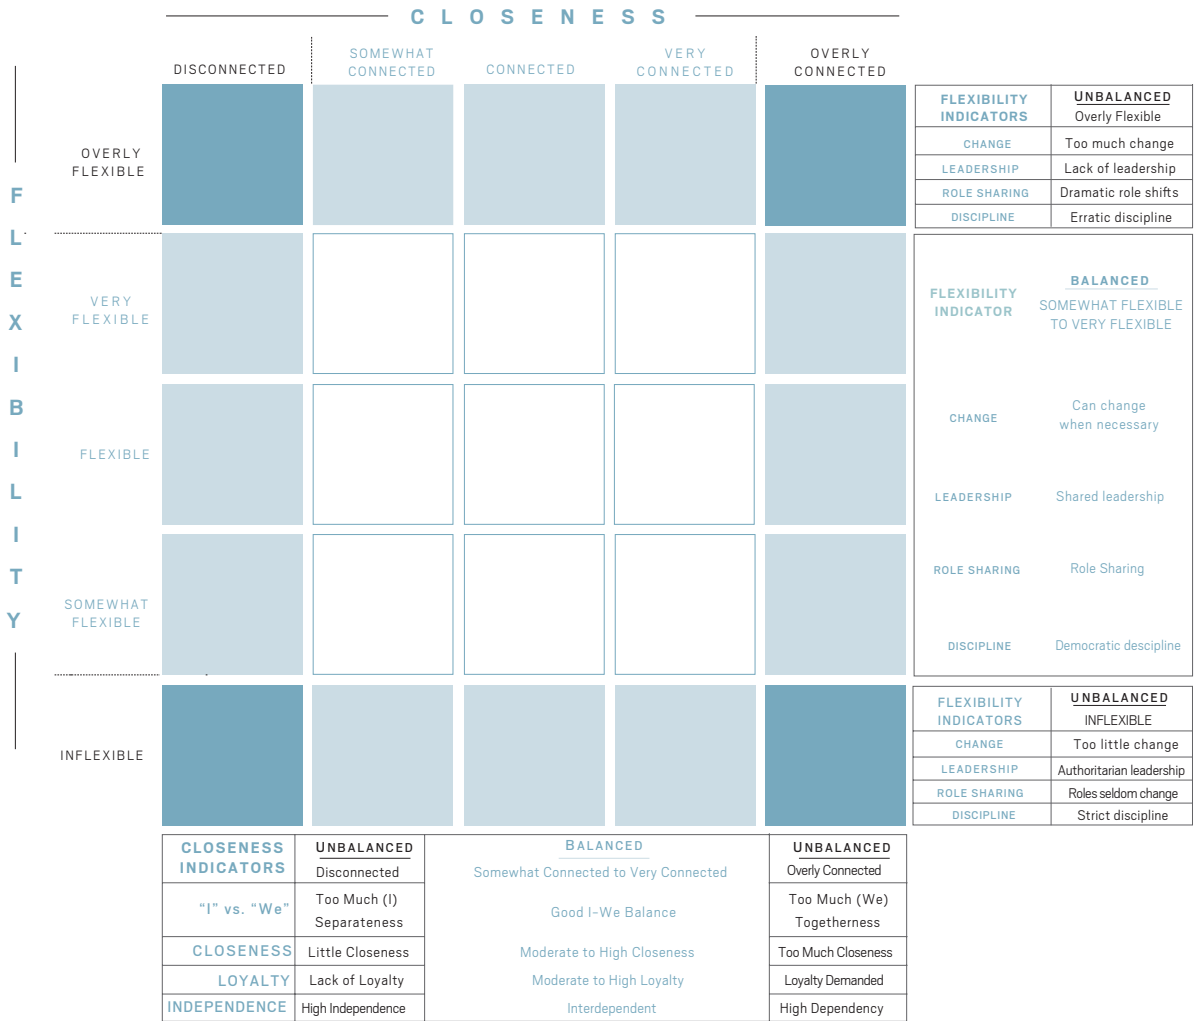 CLOSENESS
DISCONNECTED
SOMEWHAT
CONNECTED
CONNECTED
VERY
CONNECTED
OVERLY
CONNECTED
FLEXIBILITY
OVERLY
FLEXIBLE
VERY
FLEXIBLE
FLEXIBLE
SOMEWHAT
FLEXIBLE
INFLEXIBLE
FLEXIBILITY
INDICATORS
UNBALANCED
Overly Flexible
CHANGE
Too much change
LEADERSHIP
Lack of leadership
ROLE SHARING
Dramatic role shifts
DISCIPLINE
Erratic discipline
FLEXIBILITY
INDICATOR
BALANCED
SOMEWHAT FLEXIBLE
TO VERY FLEXIBLE
CHANGE
Can change
when necessary
LEADERSHIP
Shared leadership
ROLE SHARING
Role Sharing
DISCIPLINE
Democratic descipline
FLEXIBILITY
INDICATORS
UNBALANCED
INFLEXIBLE
CHANGE
Too little change
LEADERSHIP
Authoritarian leadership
ROLE SHARING
Roles seldom change
DISCIPLINE
Strict discipline
CLOSENESS
INDICATORS
UNBALANCED
Disconnected
BALANCED
Somewhat Connected to Very Connected
UNBALANCED
Overly Connected
“I” vs. “We”
Too Much (I)
Separateness
Good I-We Balance
Too Much (We)
Togetherness
CLOSENESS
Little Closeness
Moderate to High Closeness
Too Much Closeness
LOYALTY
Lack of Loyalty
Moderate to High Loyalty
Loyalty Demanded
INDEPENDENCE
High Independence
Interdependent
High Dependency